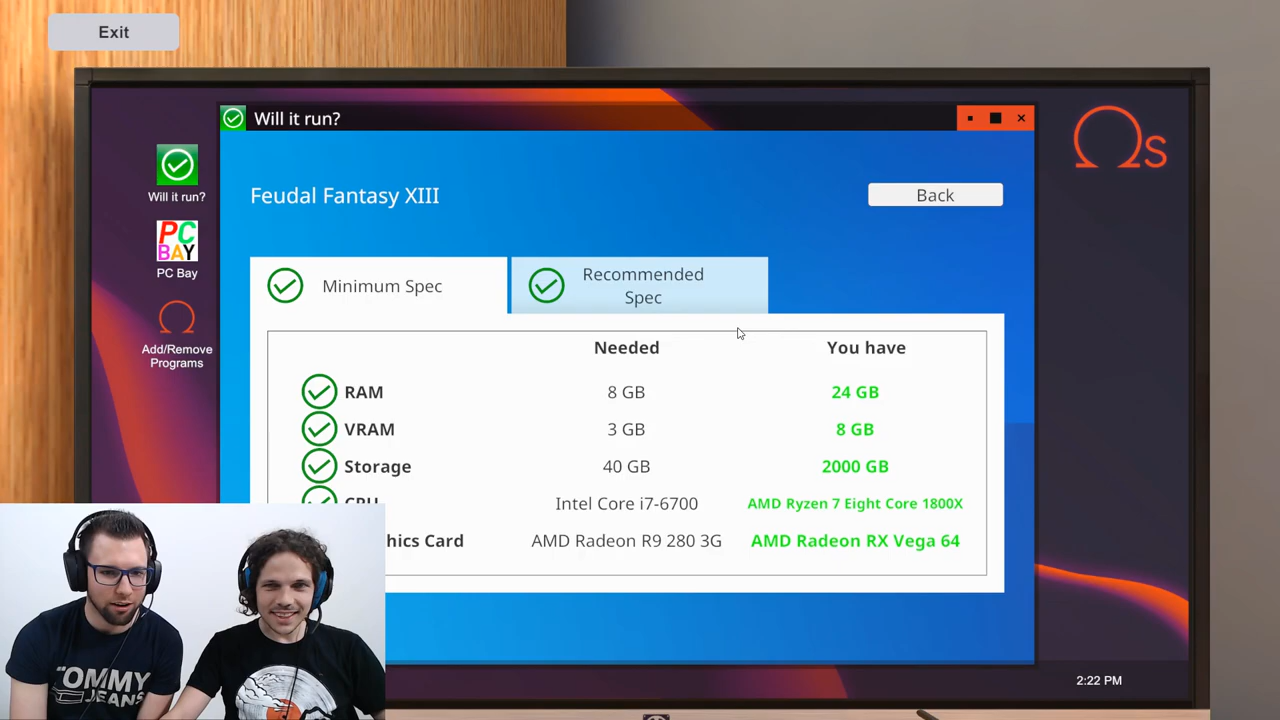 Exit
Will it run?
Ωs
Will it run?
PC
BAY
PC Bay
Add/Remove
Programs
Feudal Fantasy XIII
Back
Minimum Spec
Recommended
Spec
Needed
You have
RAM
8 GB
24 GB
VRAM
3 GB
8 GB
Storage
40 GB
2000 GB
CPU
Intel Core i7-6700
AMD Ryzen 7 Eight Core 1800X
hics Card
AMD Radeon R9 280 3G
AMD Radeon RX Vega 64
2:22 PM
TOMMY
JEANS